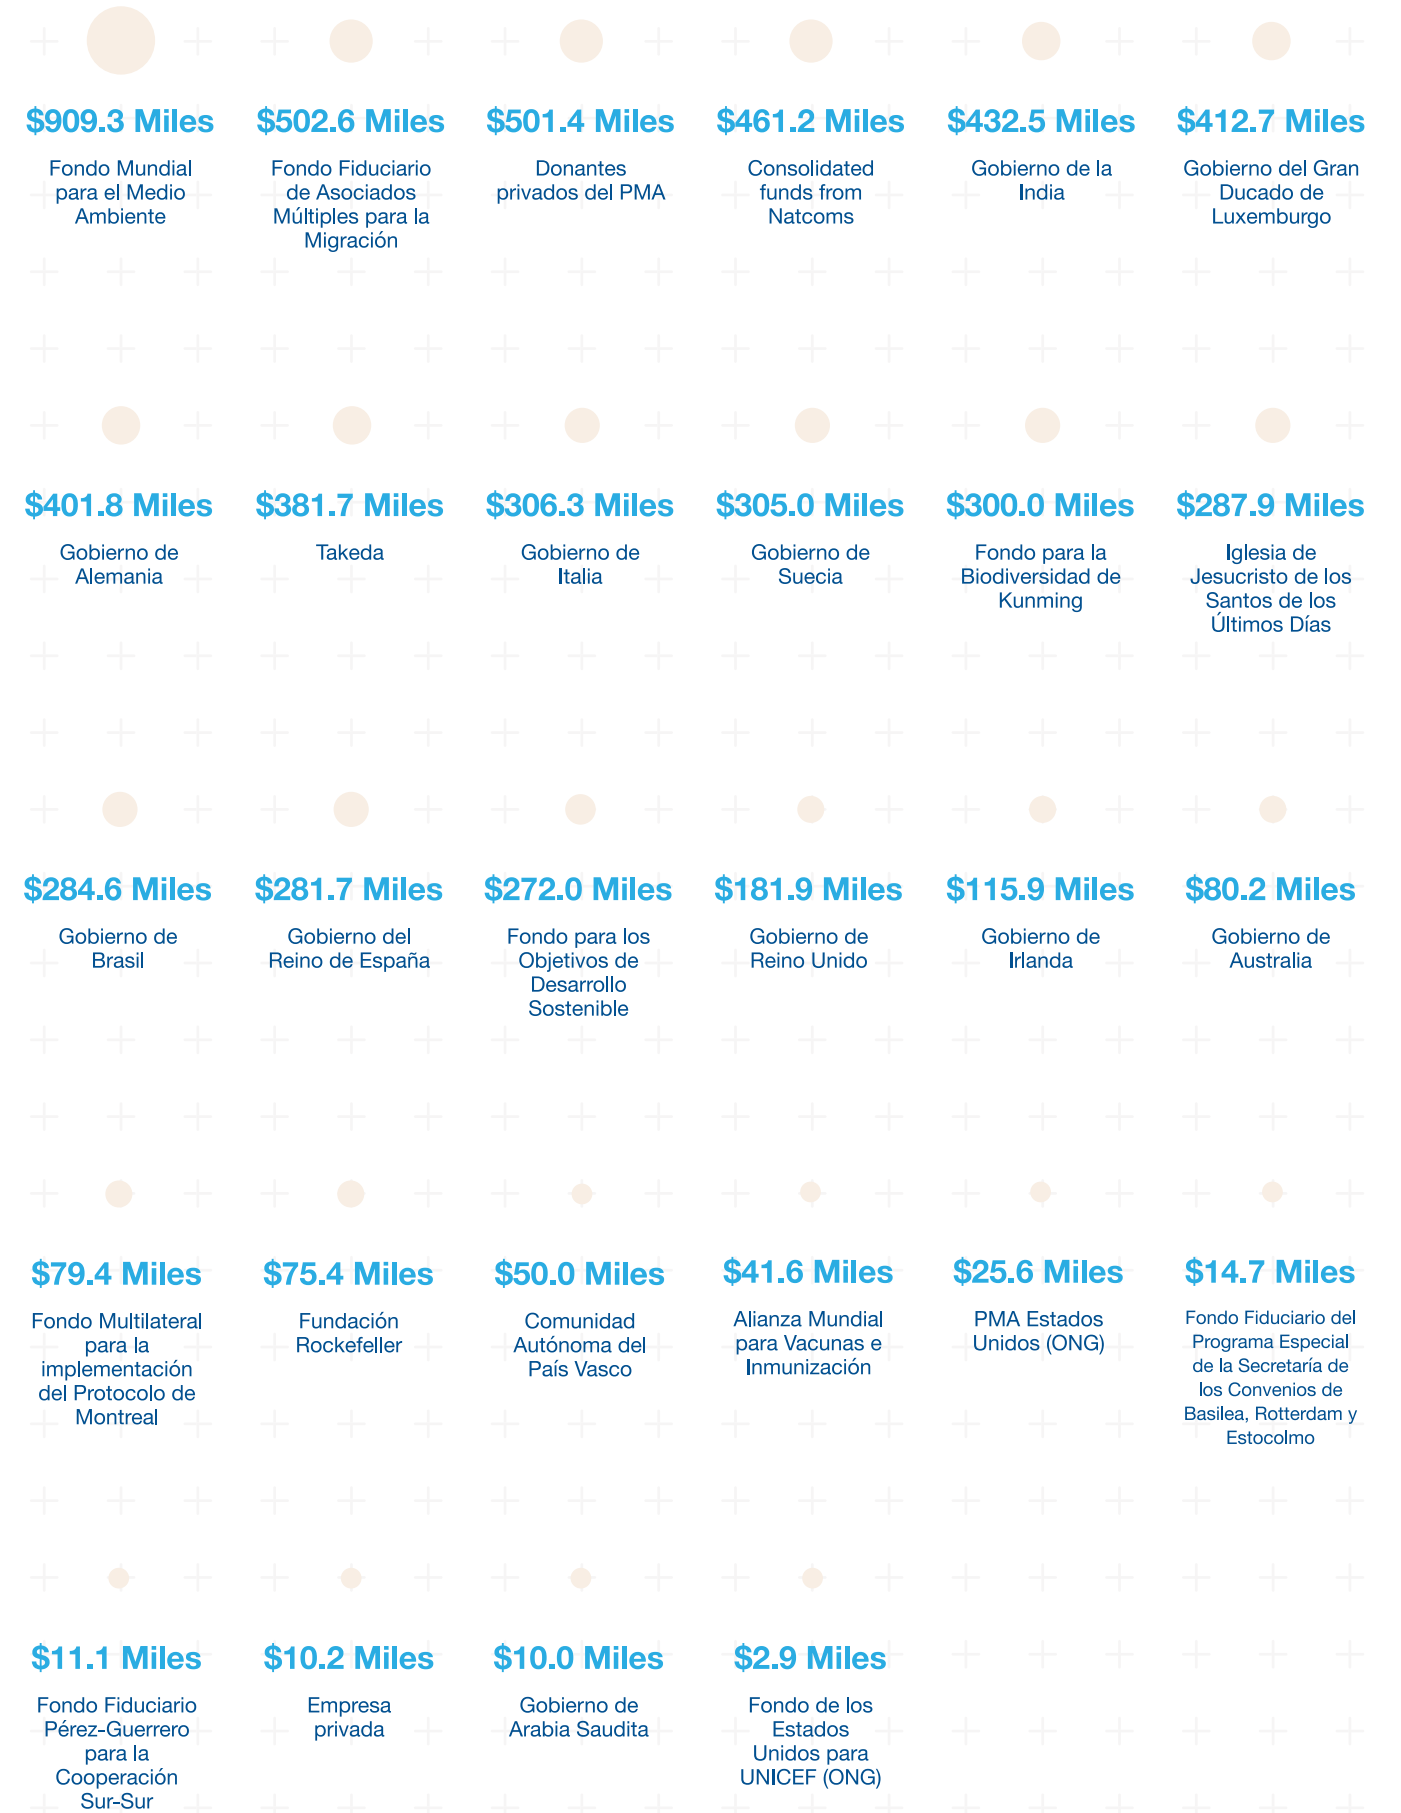 $909.3 Miles
Fondo Mundial
para el Medio
Ambiente
$502.6 Miles
Fondo Fiduciario
de Asociados
Múltiples para la
Migración
$501.4 Miles
Donantes
privados del PMA
$461.2 Miles
Consolidated
funds from
Natcoms
$432.5 Miles
Gobierno de la
India
$412.7 Miles
Gobierno del Gran
Ducado de
Luxemburgo
$401.8 Miles
Gobierno de
Alemania
$381.7 Miles
Takeda
$306.3 Miles
Gobierno de
Italia
$305.0 Miles
Gobierno de
Suecia
$300.0 Miles
Fondo para la
Biodiversidad de
Kunming
$287.9 Miles
Iglesia de
Jesucristo de los
Santos de los
Últimos Días
$284.6 Miles
Gobierno de
Brasil
$281.7 Miles
Gobierno del
Reino de España
$272.0 Miles
Fondo para los
Objetivos de
Desarrollo
Sostenible
$181.9 Miles
Gobierno de
Reino Unido
$115.9 Miles
Gobierno de
Irlanda
$80.2 Miles
Gobierno de
Australia
$79.4 Miles
Fondo Multilateral
para la
implementación
del Protocolo de
Montreal
$75.4 Miles
Fundación
Rockefeller
$50.0 Miles
Comunidad
Autónoma del
País Vasco
$41.6 Miles
Alianza Mundial
para Vacunas e
Inmunización
$25.6 Miles
PMA Estados
Unidos (ONG)
$14.7 Miles
Fondo Fiduciario del
Programa Especial
de la Secretaría de
los Convenios de
Basilea, Rotterdam y
Estocolmo
$11.1 Miles
Fondo Fiduciario
Pérez-Guerrero
para la
Cooperación
Sur-Sur
$10.2 Miles
Empresa
privada
$10.0 Miles
Gobierno de
Arabia Saudita
$2.9 Miles
Fondo de los
Estados
Unidos para
UNICEF (ONG)